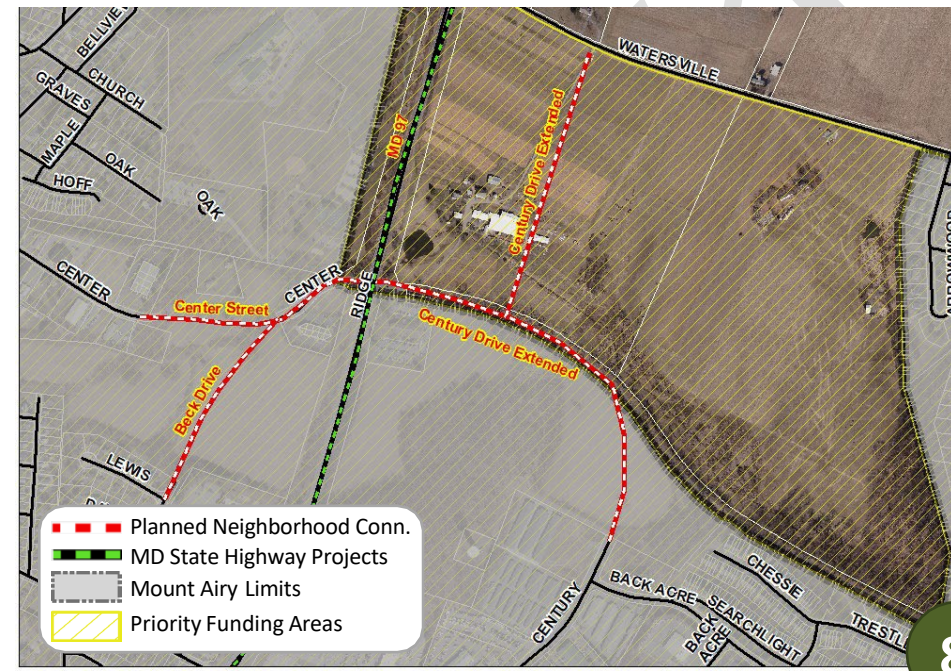 BELLVIEW
CHURCH
GRAVES
MAPLE
OAK
HOFF
OAK
WATERSVILLE
MD 97
Century Drive Extended
CENTER
Center Street
CENTER
RIDGE
Century Drive Extended
Beck Drive
LEWIS
CENTURY
BACK ACRE
BACK
ACRE
SEARCHLIGHT
CHESSIE
TRESTL
Planned Neighborhood Conn.
MD State Highway Projects
Mount Airy Limits
Priority Funding Areas